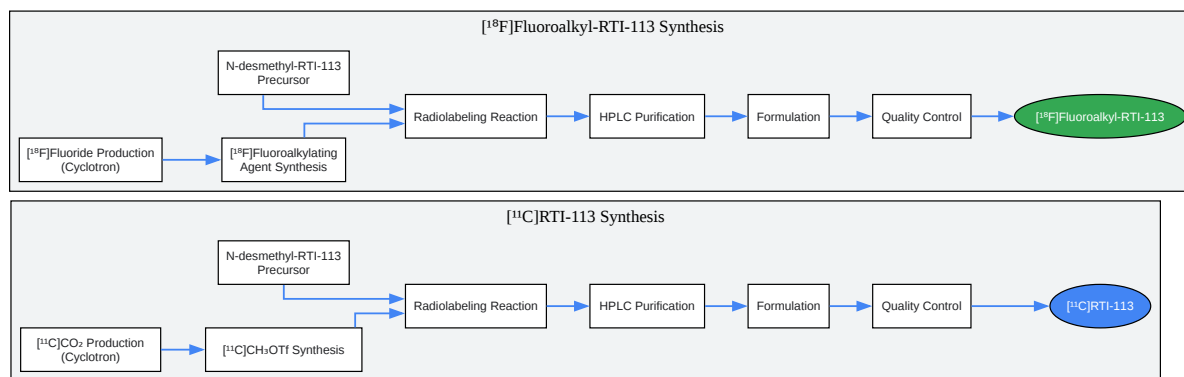 [¹⁸F]Fluoroalkyl-RTI-113 Synthesis
N-desmethyl-RTI-113
Precursor
[¹⁸F]Fluoride Production
(Cyclotron)
[¹⁸F]Fluoroalkylating
Agent Synthesis
Radiolabeling Reaction
HPLC Purification
Formulation
Quality Control
[¹⁸F]Fluoroalkyl-RTI-113
[¹¹C]RTI-113 Synthesis
N-desmethyl-RTI-113
Precursor
[¹¹C]CO₂ Production
(Cyclotron)
[¹¹C]CH₃OTf Synthesis
Radiolabeling Reaction
HPLC Purification
Formulation
Quality Control
[¹¹C]RTI-113